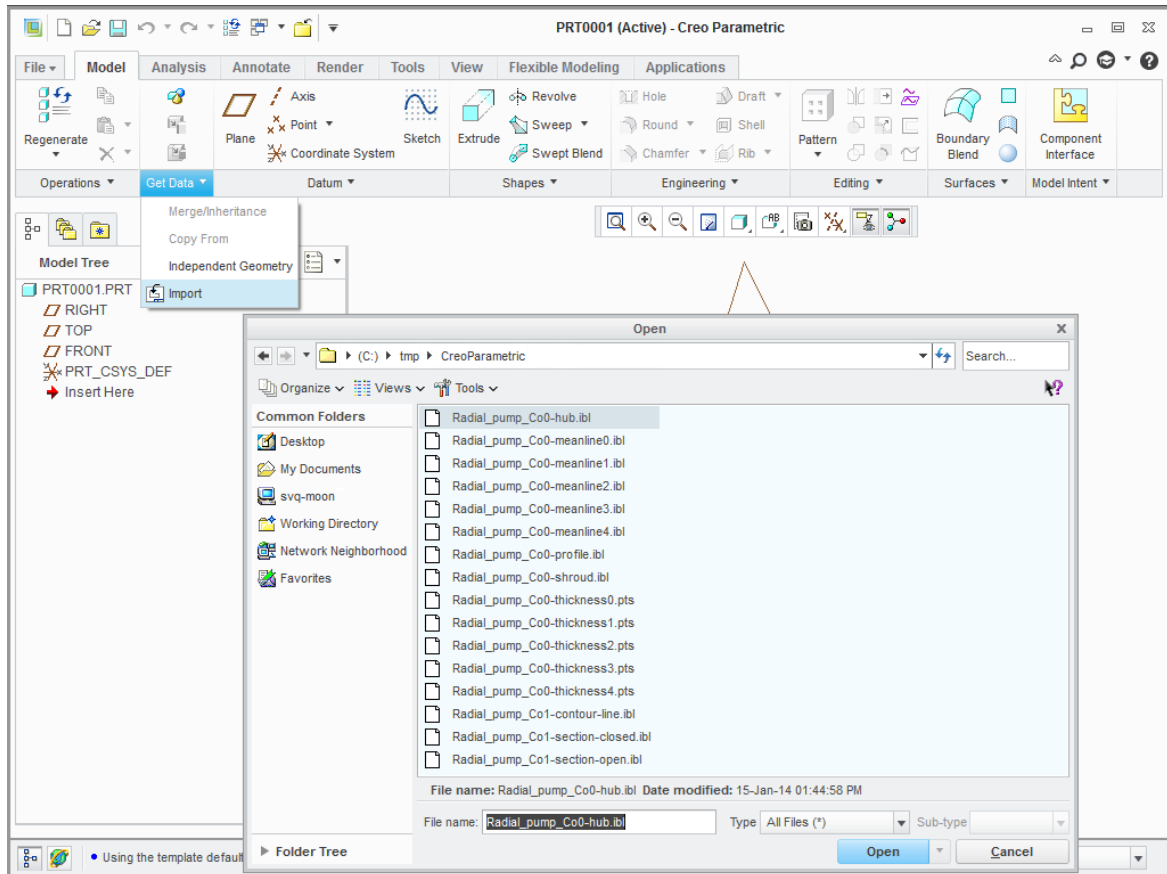 PRT0001 (Active) - Creo Parametric
File Model Analysis Annotate Render Tools View Flexible Modeling Applications
Regenerate
Plane
Axis
Point
Coordinate System
Sketch
Extrude
Revolve
Sweep
Swept Blend
Hole
Draft
Round
Shell
Chamfer
Rib
Pattern
Boundary
Blend
Component
Interface
Operations Get Data Datum Shapes Engineering Editing Surfaces Model Intent
Merge/Inheritance
Copy From
Independent Geometry
Import
Model Tree
PRT0001.PRT
RIGHT
TOP
FRONT
PRT_CSYS_DEF
Insert Here
Open
(C:) tmp CreoParametric
Search...
Organize Views Tools
Common Folders
Desktop
My Documents
svq-moon
Working Directory
Network Neighborhood
Favorites
Radial_pump_Co0-hub.ibl
Radial_pump_Co0-meanline0.ibl
Radial_pump_Co0-meanline1.ibl
Radial_pump_Co0-meanline2.ibl
Radial_pump_Co0-meanline3.ibl
Radial_pump_Co0-meanline4.ibl
Radial_pump_Co0-profile.ibl
Radial_pump_Co0-shroud.ibl
Radial_pump_Co0-thickness0.pts
Radial_pump_Co0-thickness1.pts
Radial_pump_Co0-thickness2.pts
Radial_pump_Co0-thickness3.pts
Radial_pump_Co0-thickness4.pts
Radial_pump_Co1-contour-line.ibl
Radial_pump_Co1-section-closed.ibl
Radial_pump_Co1-section-open.ibl
File name: Radial_pump_Co0-hub.ibl Date modified: 15-Jan-14 01:44:58 PM
File name: Radial_pump_Co0-hub.ibl Type All Files (*) Sub-type
Folder Tree
Open Cancel
Using the template default